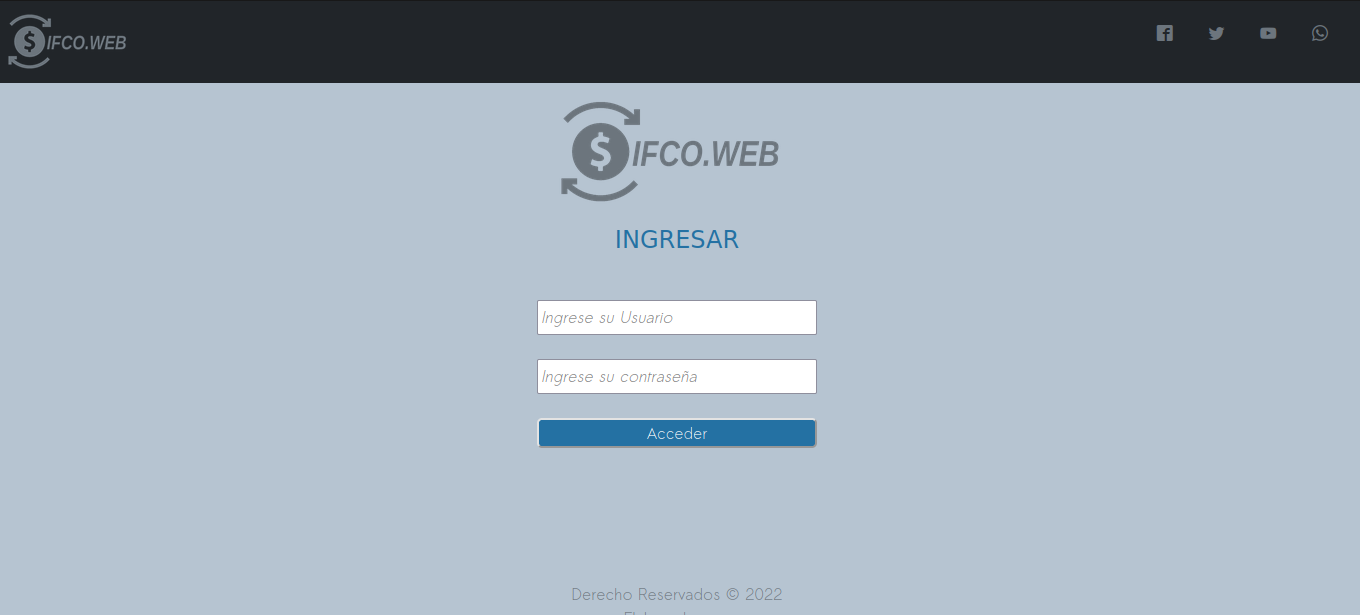 $IFCO.WEB
$IFCO.WEB
INGRESAR
Ingrese su Usuario
Ingrese su contraseña
Acceder
Derecho Reservados © 2022